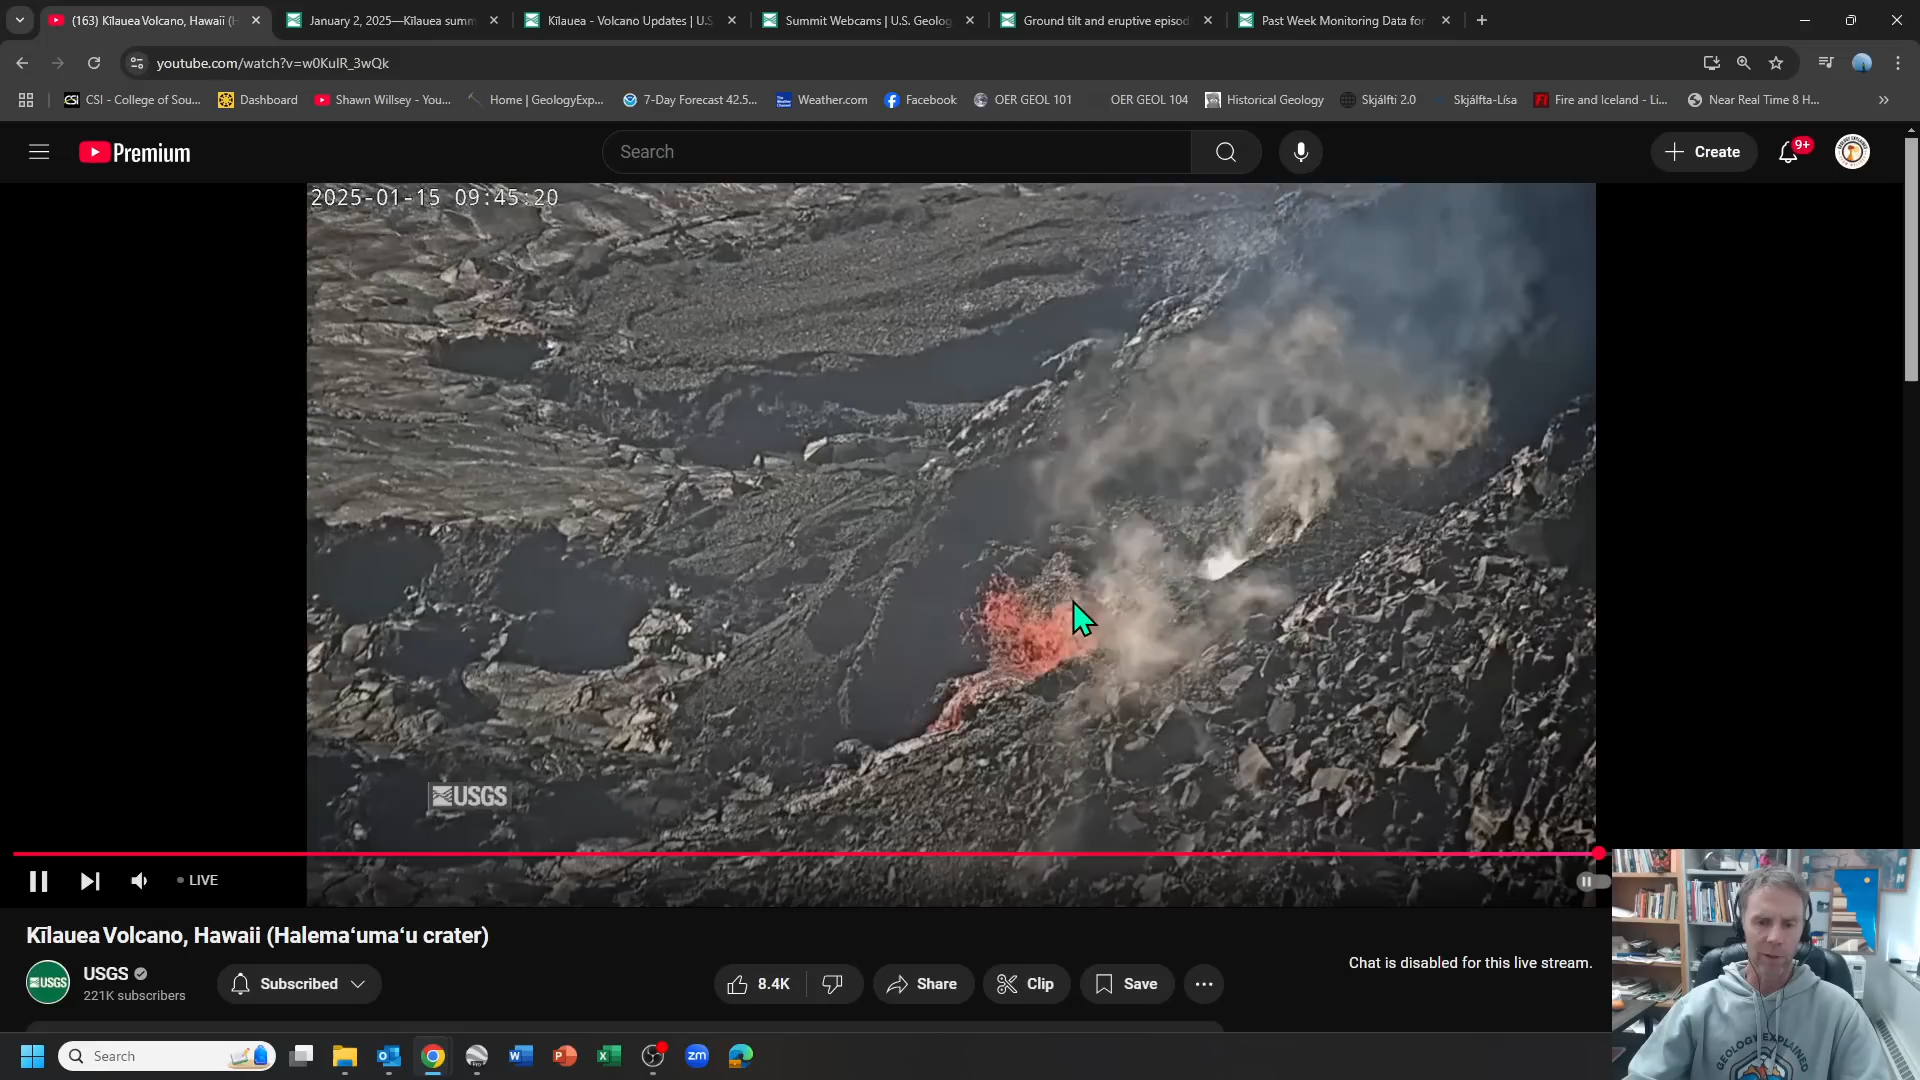 (163) Kīlauea Volcano, Hawaii (H
January 2, 2025—Kīlauea summ
Kīlauea - Volcano Updates | U.S
Summit Webcams | U.S. Geolog
Ground tilt and eruptive episod
Past Week Monitoring Data for
youtube.com/watch?v=w0KulR_3wQk
CSI - College of Sou...
Dashboard
Shawn Willsey - You...
Home | GeologyExp...
7-Day Forecast 42.5...
Weather.com
Facebook
OER GEOL 101
OER GEOL 104
Historical Geology
Skjálfti 2.0
Skjálfta-Lísa
Fire and Iceland - Li...
Near Real Time 8 H...
Premium
Search
Create
9+
2025-01-15 09:45:20
USGS
LIVE
Kīlauea Volcano, Hawaii (Halemaʻumaʻu crater)
USGS
USGS
221K subscribers
Subscribed
8.4K
Share
Clip
Save
Chat is disabled for this live stream.
GEOLOGY EXPLAINED
Search
zm